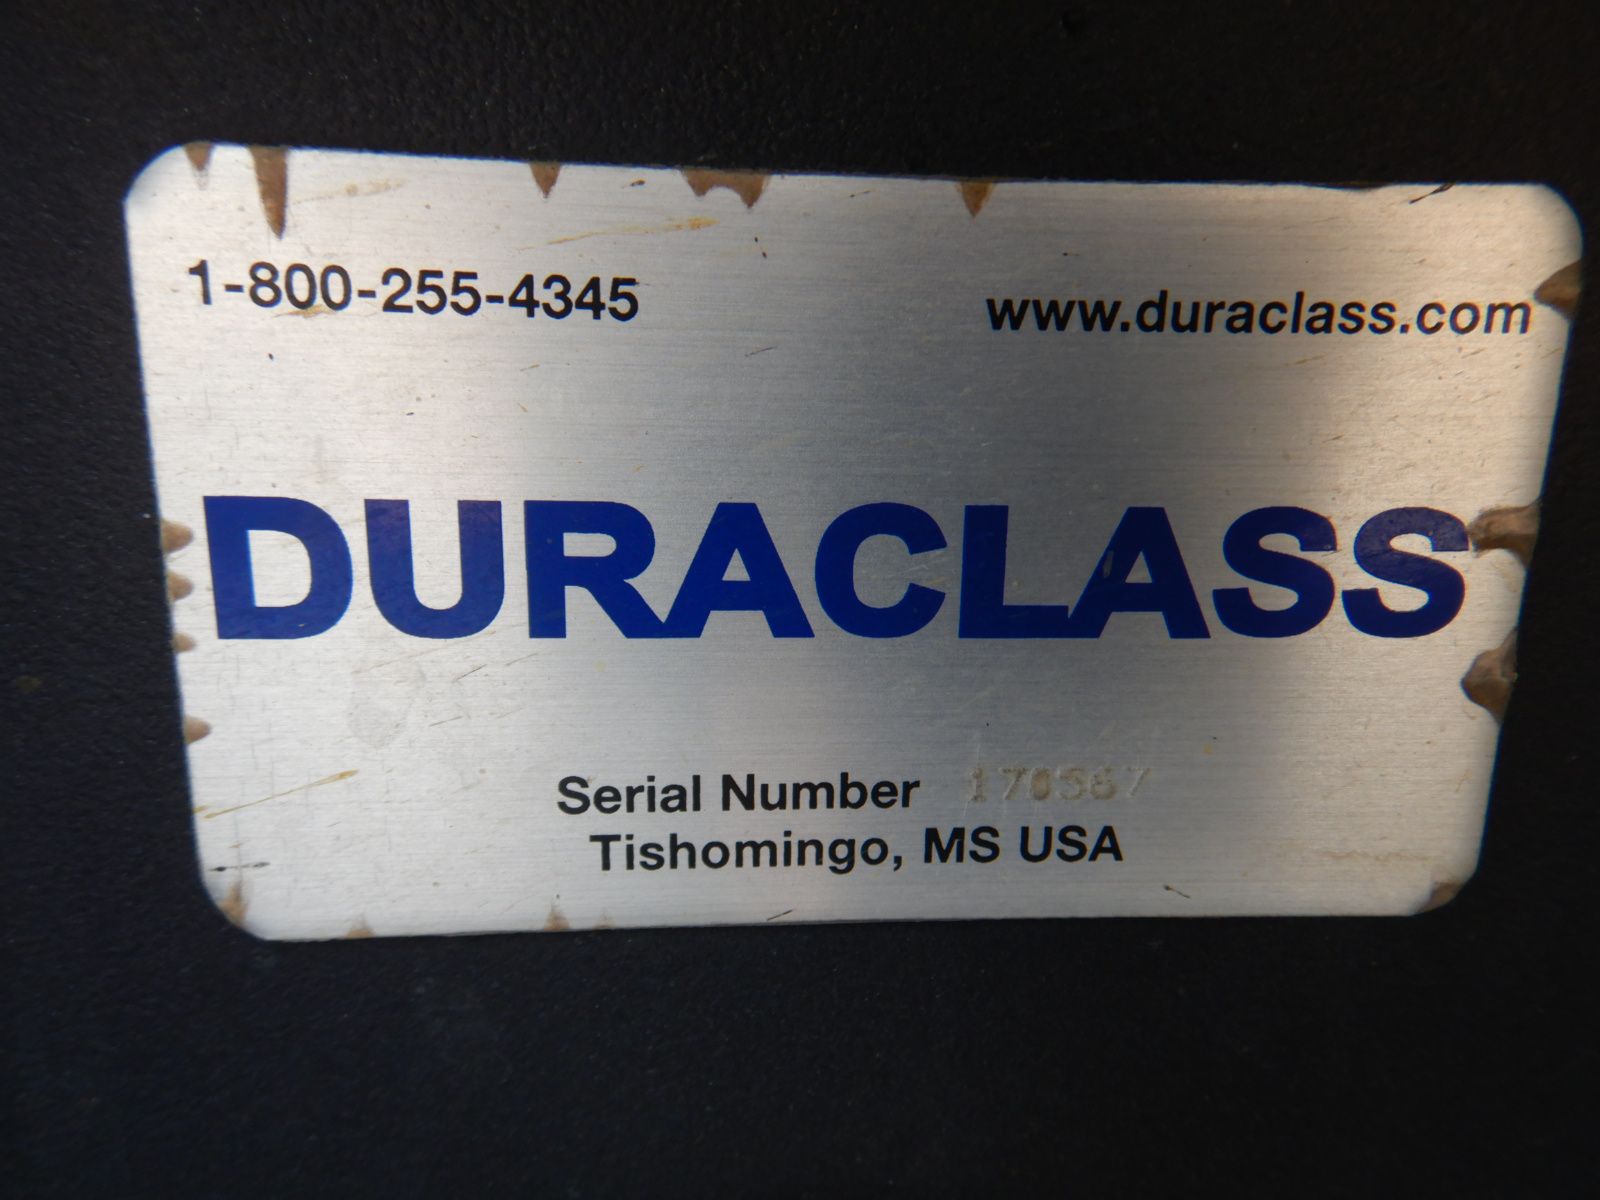 1-800-255-4345 www.duraclass.com
DURACLASS
Serial Number
Tishomingo, MS USA